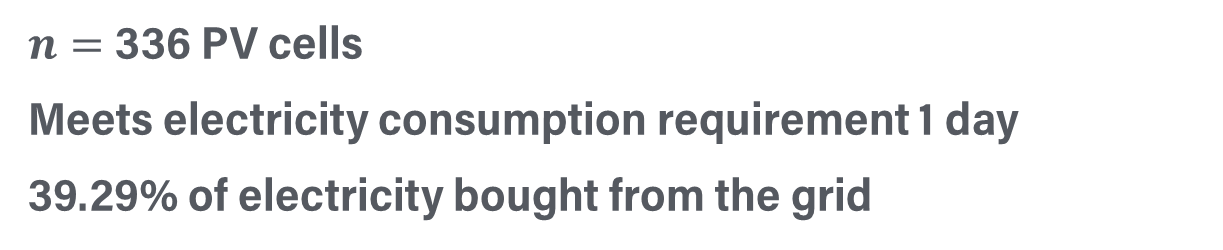 n = 336 PV cells
Meets electricity consumption requirement 1 day
39.29% of electricity bought from the grid